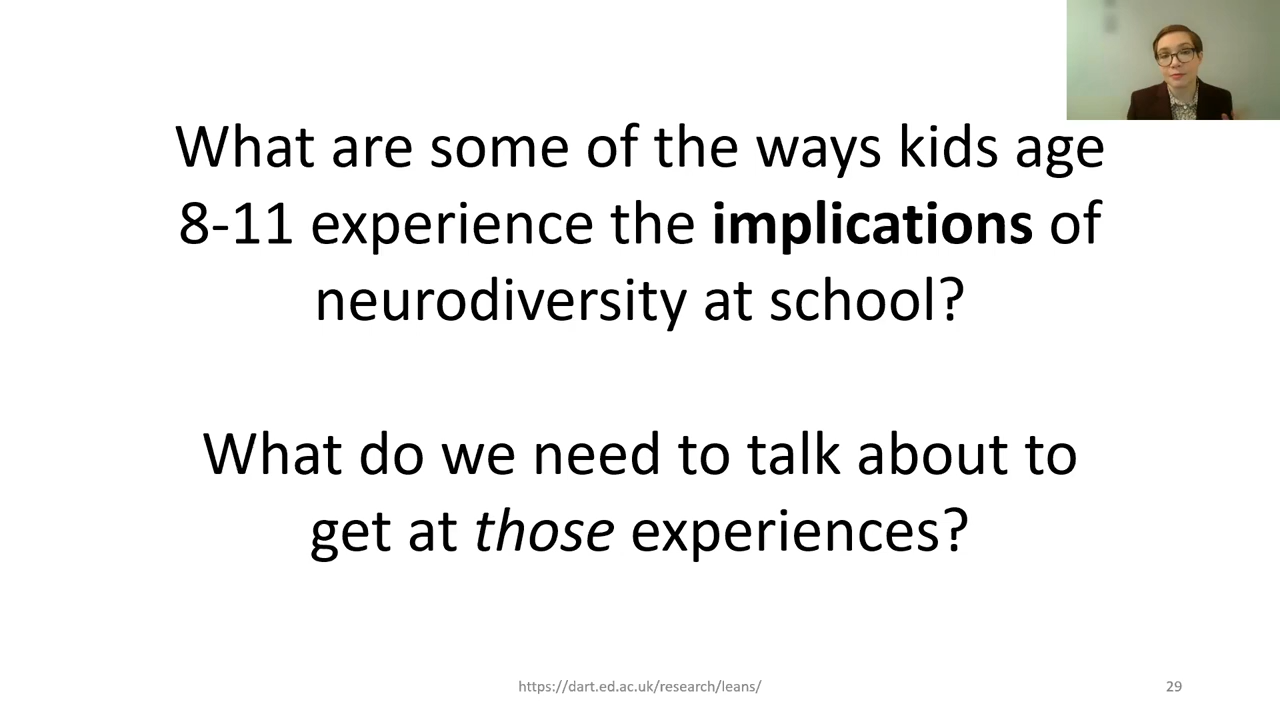 What are some of the ways kids age
8-11 experience the implications of
neurodiversity at school?
What do we need to talk about to
get at those experiences?
https://dart.ed.ac.uk/research/leans/
29